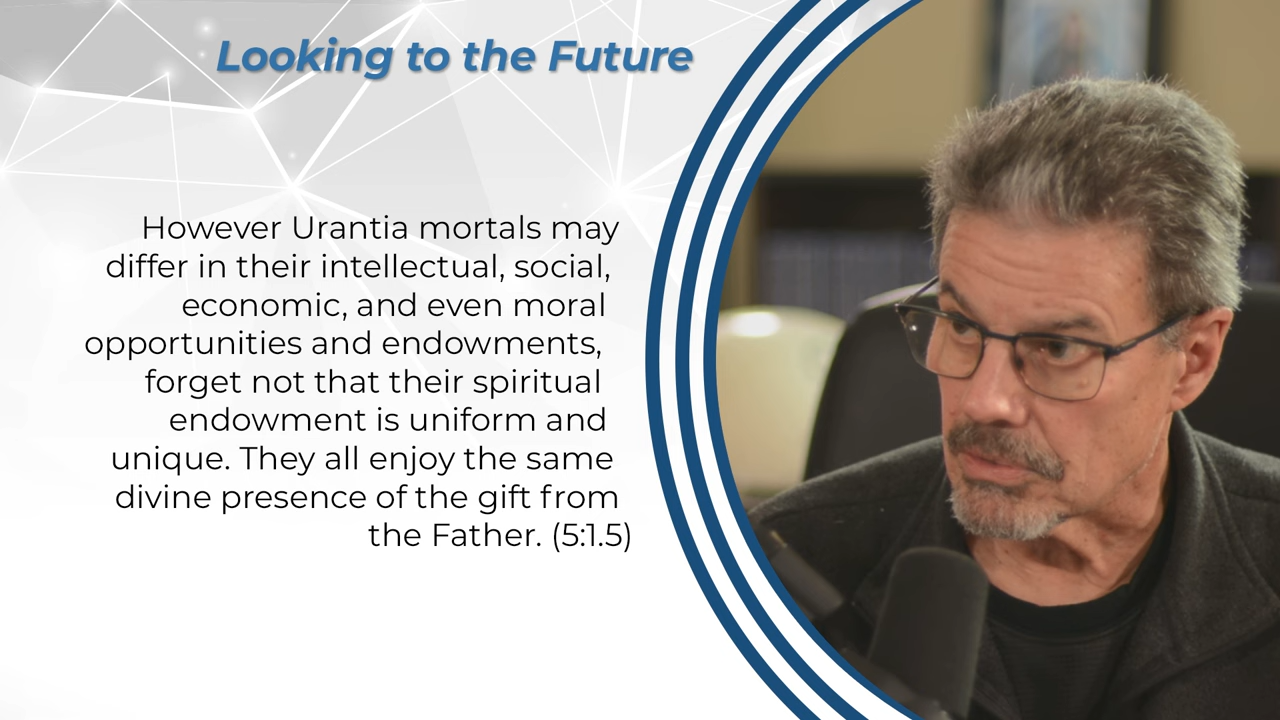 Looking to the Future
However Urantia mortals may
differ in their intellectual, social,
economic, and even moral
opportunities and endowments,
forget not that their spiritual
endowment is uniform and
unique. They all enjoy the same
divine presence of the gift from
the Father. (5:1.5)